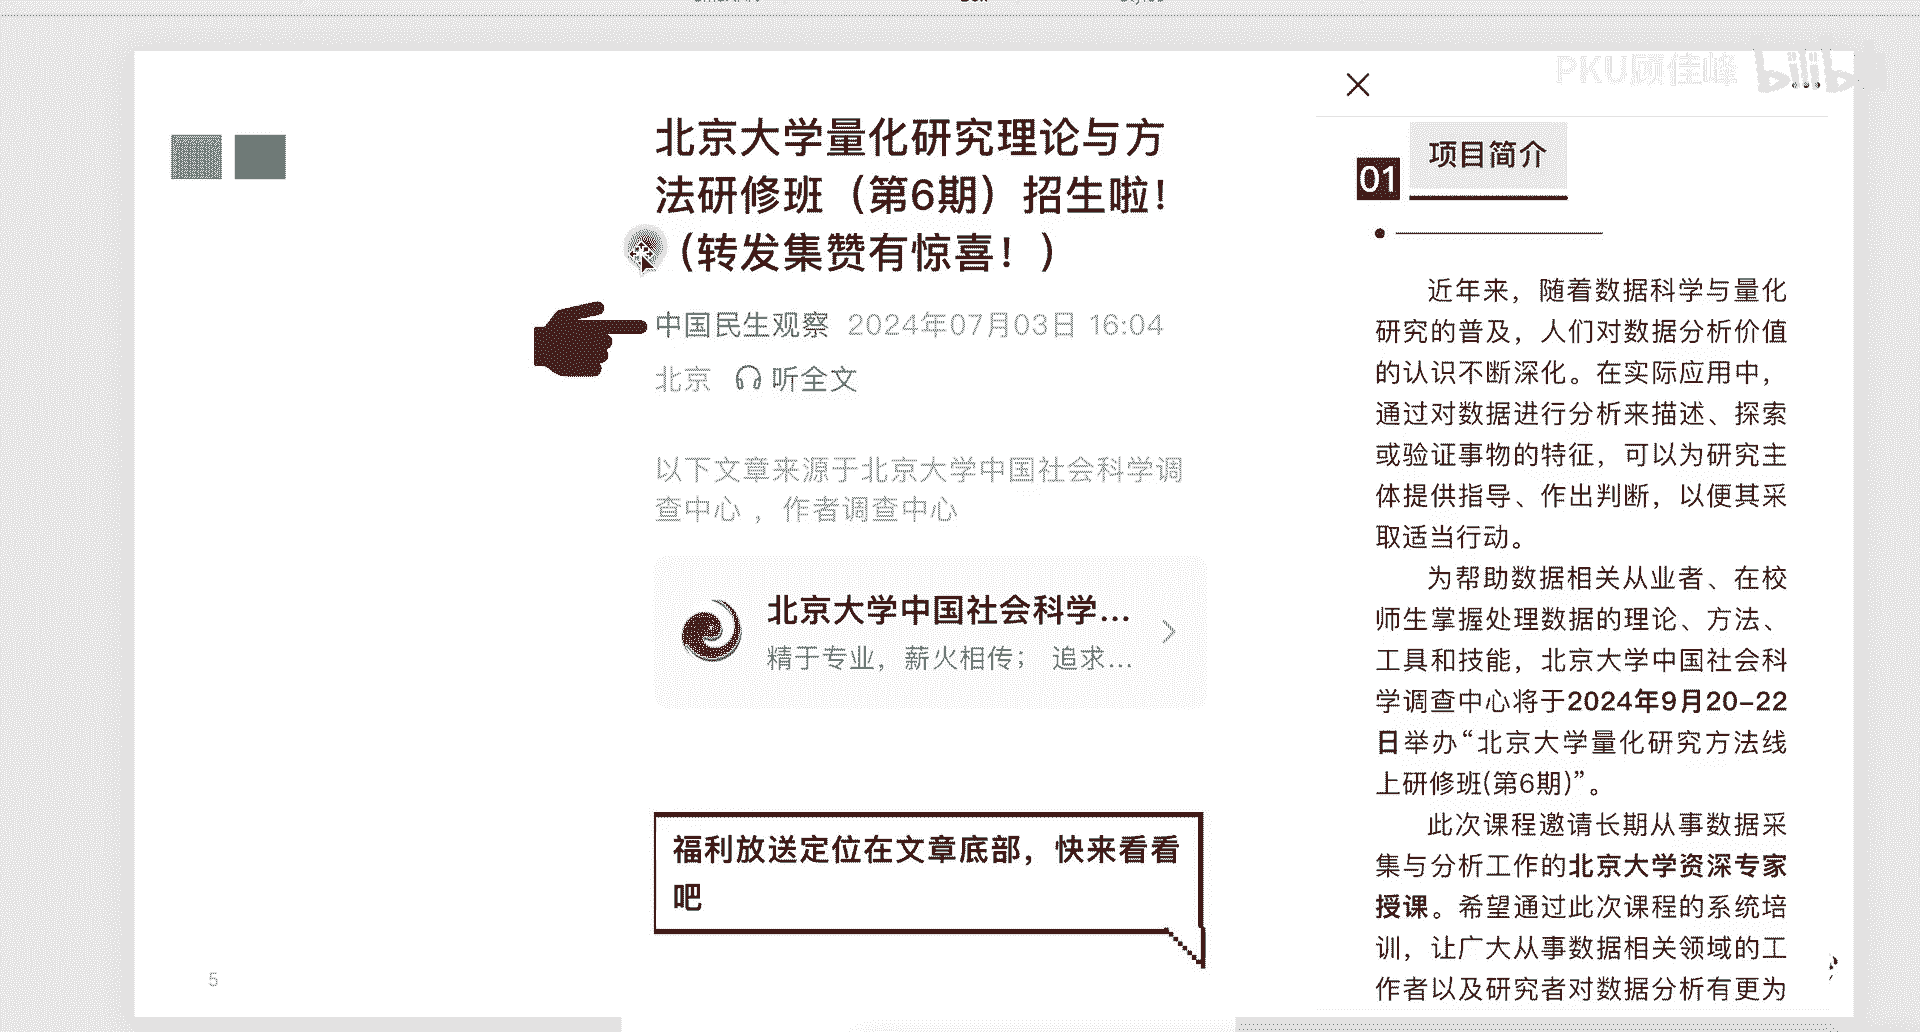 PKU顾佳峰
bilibili
北京大学量化研究理论与方
法研修班（第6期）招生啦！
（转发集赞有惊喜！）
中国民生观察 2024年07月03日 16:04
北京 听全文
以下文章来源于北京大学中国社会科学调
查中心 ，作者调查中心
北京大学中国社会科学...
精于专业，薪火相传； 追求...
福利放送定位在文章底部，快来看看
吧
5
01
项目简介
近年来，随着数据科学与量化
研究的普及，人们对数据分析价值
的认识不断深化。在实际应用中，
通过对数据进行分析来描述、探索
或验证事物的特征，可以为研究主
体提供指导、作出判断，以便其采
取适当行动。
为帮助数据相关从业者、在校
师生掌握处理数据的理论、方法、
工具和技能，北京大学中国社会科
学调查中心将于2024年9月20-22
日举办“北京大学量化研究方法线
上研修班(第6期)”。
此次课程邀请长期从事数据采
集与分析工作的北京大学资深专家
授课。希望通过此次课程的系统培
训，让广大从事数据相关领域的工
作者以及研究者对数据分析有更为